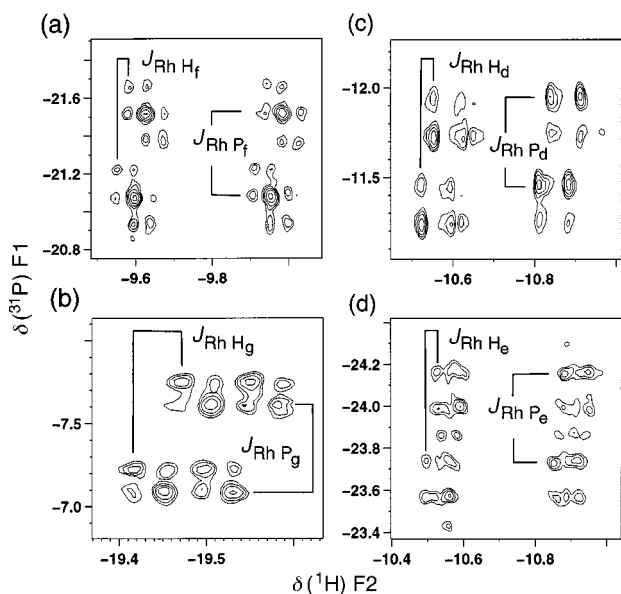 (a)
J Rh Hf
-21.6
J Rh Pf
-21.2
-20.8
-9.6 -9.8
(c)
J Rh Hd
-12.0
J Rh Pd
-11.5
-10.6 -10.8
δ(31P) F1
(b)
J Rh Hg
-7.5
J Rh Pg
-7.0
-19.4 -19.5
(d)
J Rh He
-24.2
J Rh Pe
-24.0
-23.8
-23.6
-23.4
-10.4 -10.6 -10.8
δ(1H) F2